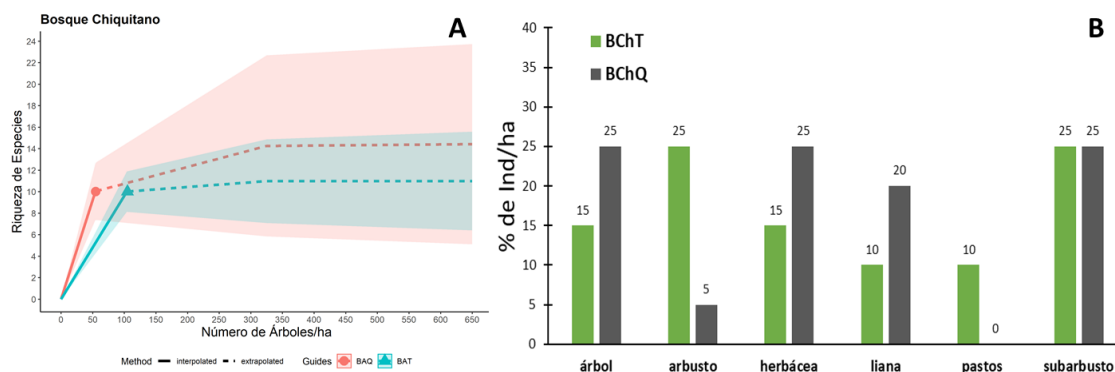 Bosque Chiquitano
A
Riqueza de Especies
24
22
20
18
16
14
12
10
8
6
4
2
0
0 50 100 150 200 250 300 350 400 450 500 550 600 650
Número de Árboles/ha
Method interpolated extrapolated Guides BAQ BAT
B
BChT
BChQ
% de Ind/ha
40
35
30
25
20
15
10
5
0
15 25 25 5 15 25 10 20 10 0 25 25
árbol arbusto herbácea liana pastos subarbusto